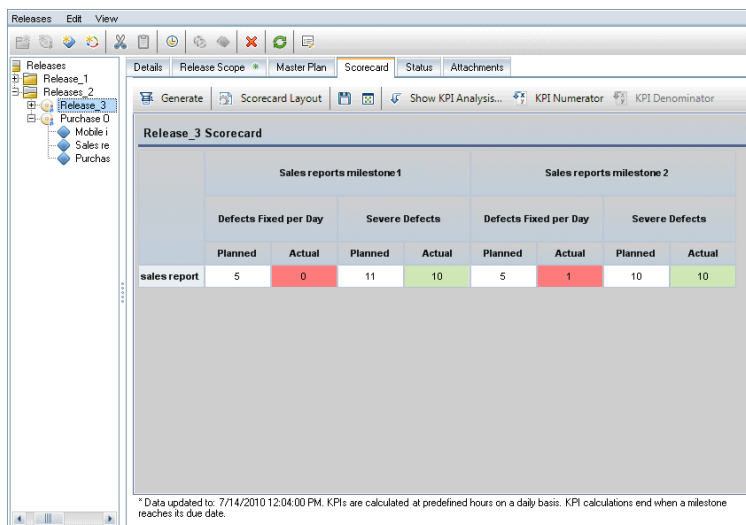 Releases Edit View
Releases
Release_1
Releases_2
Release_3
Purchase 0
Mobile i
Sales re
Purchas
Details Release Scope * Master Plan Scorecard Status Attachments
Generate Scorecard Layout Show KPI Analysis... KPI Numerator KPI Denominator
Release_3 Scorecard
Sales reports milestone1 Sales reports milestone 2
Defects Fixed per Day Severe Defects Defects Fixed per Day Severe Defects
Planned Actual Planned Actual Planned Actual Planned Actual
sales report 5 0 11 10 5 1 10 10
* Data updated to: 7/14/2010 12:04:00 PM. KPIs are calculated at predefined hours on a daily basis. KPI calculations end when a milestone
reaches its due date.